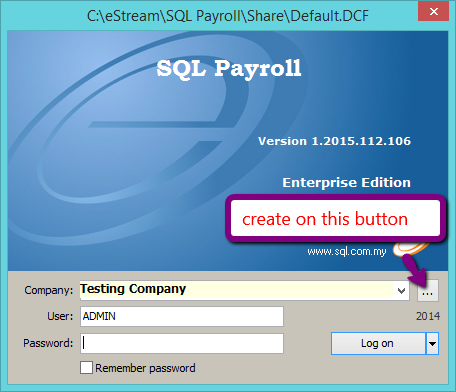 C:\eStream\SQL Payroll\Share\Default.DCF
SQL Payroll
Version 1.2015.112.106
Enterprise Edition
create on this button
www.sql.com.my
Company: Testing Company ...
User: ADMIN 2014
Password: Log on
Remember password